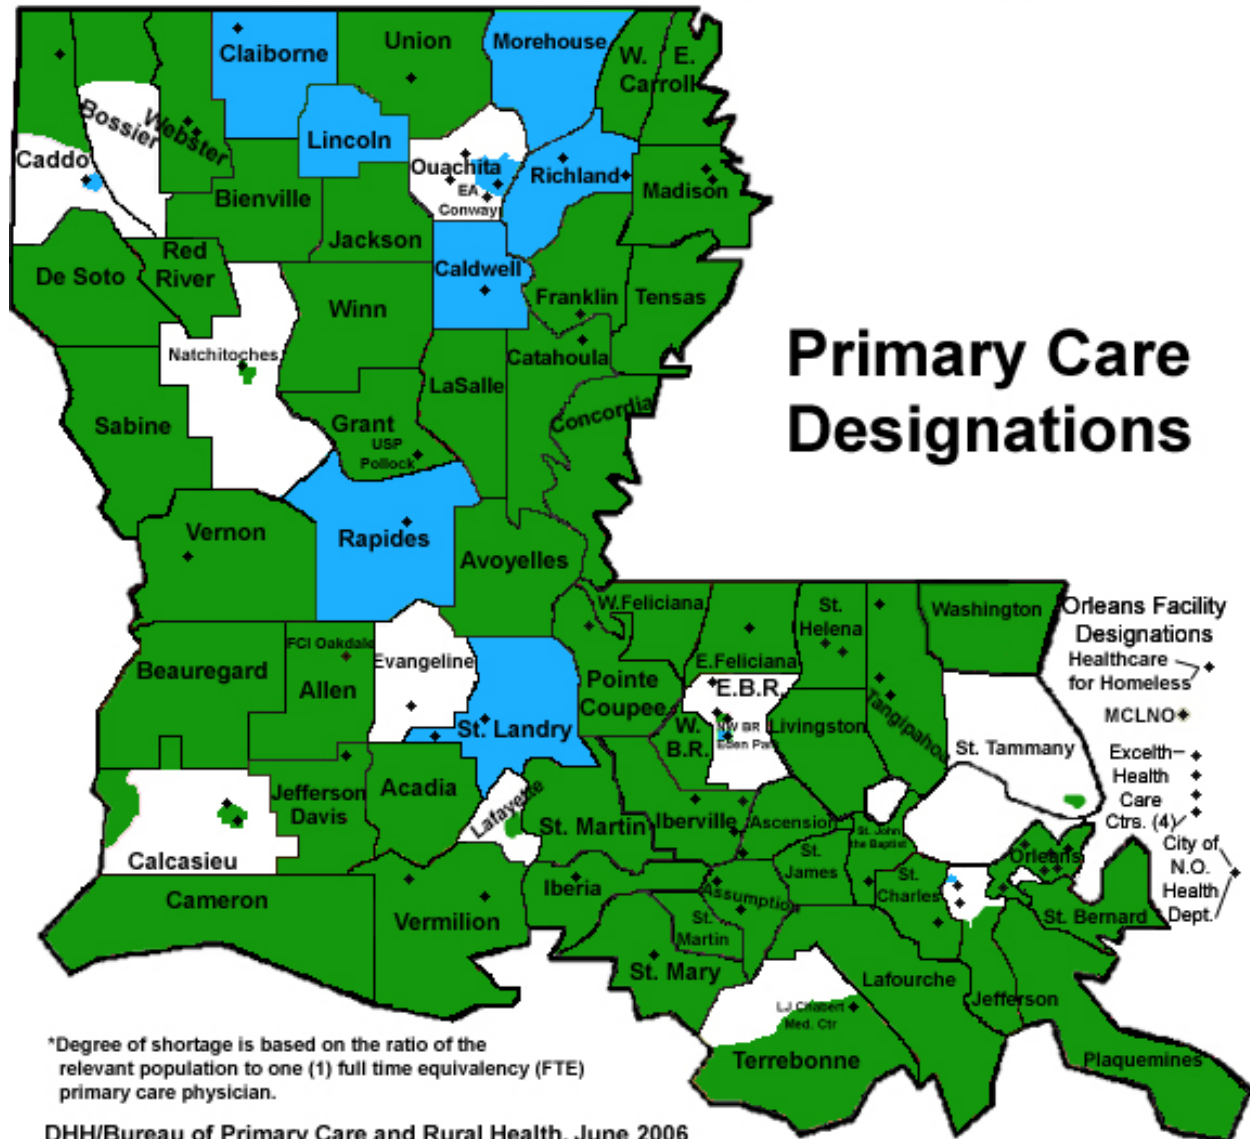 Primary Care
Designations
Claiborne
Union
Morehouse
W.
E.
Carroll
Bossier
Webster
Lincoln
Caddo
Ouachita
EA
Conway
Richland
Madison
Bienville
Jackson
De Soto
Red
River
Caldwell
Winn
Franklin
Tensas
Natchitoches
Catahoula
LaSalle
Concordia
Sabine
Grant
USP
Pollock
Vernon
Rapides
Avoyelles
W.Feliciana
St.
Helena
Washington
Orleans Facility
Designations
Healthcare
for Homeless
MCLNO
Excelth
Health
Care
Ctrs. (4)
City of
N.O.
Health
Dept.
Beauregard
FCI Oakdale
Allen
Evangeline
E.Feliciana
Pointe
Coupee
E.B.R.
W.
B.R.
NW BR
Livingston
Tangipahoa
St. Tammany
St. Landry
Calcasieu
Jefferson
Davis
Acadia
Lafayette
St. Martin
Iberville
Ascension
St. John
the Baptist
Orleans
St.
James
St.
Charles
St. Bernard
Cameron
Vermilion
Iberia
Assumption
St.
Martin
St. Mary
Lafourche
Jefferson
L.J.Chabert
Med. Ctr
Terrebonne
Plaquemines
*Degree of shortage is based on the ratio of the
relevant population to one (1) full time equivalency (FTE)
primary care physician.
DHH/Bureau of Primary Care and Rural Health, June 2006